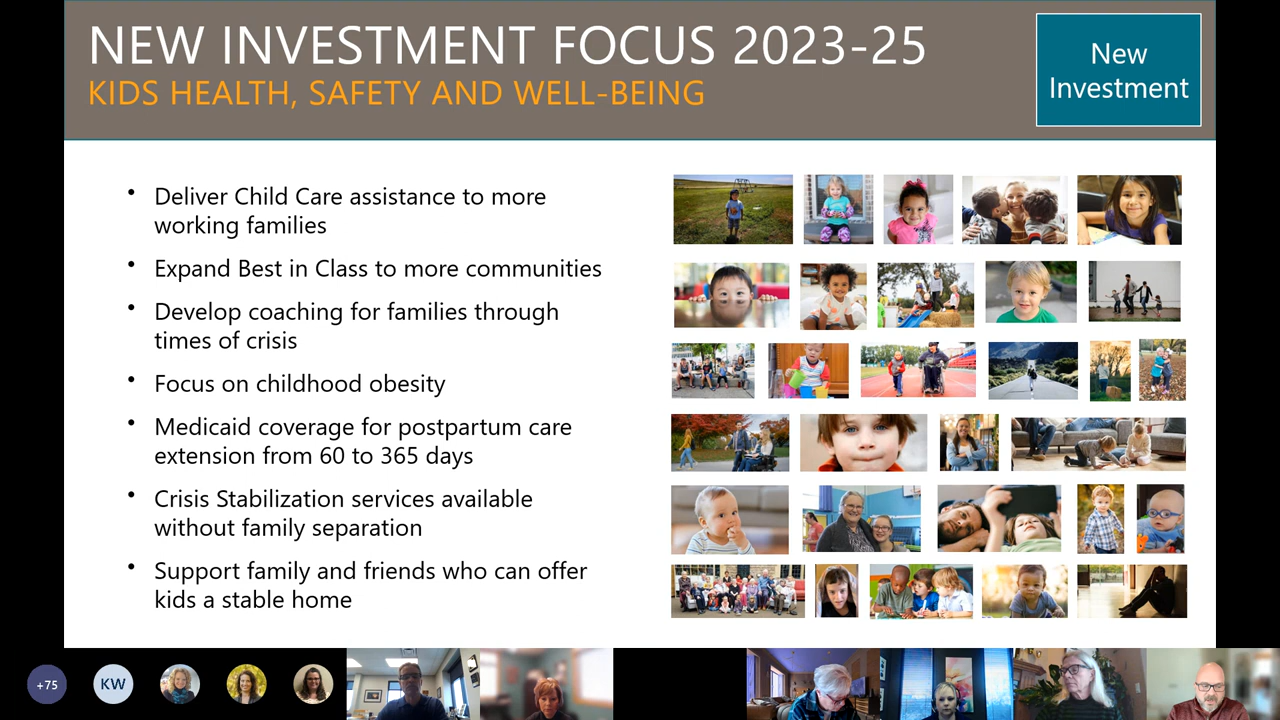 NEW INVESTMENT FOCUS 2023-25
KIDS HEALTH, SAFETY AND WELL-BEING
New
Investment
• Deliver Child Care assistance to more
working families
• Expand Best in Class to more communities
• Develop coaching for families through
times of crisis
• Focus on childhood obesity
• Medicaid coverage for postpartum care
extension from 60 to 365 days
• Crisis Stabilization services available
without family separation
• Support family and friends who can offer
kids a stable home
+75
KW